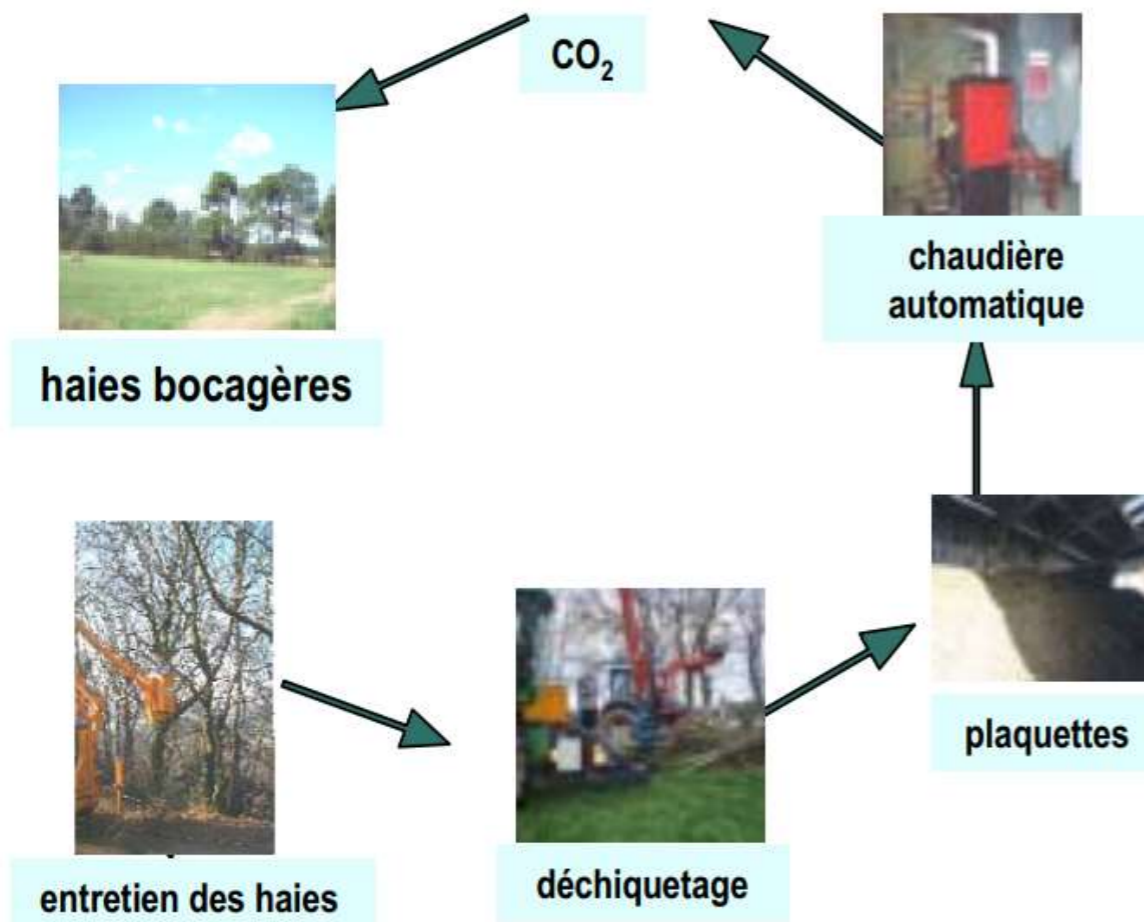 CO₂
haies bocagères
chaudière
automatique
plaquettes
déchiquetage
entretien des haies